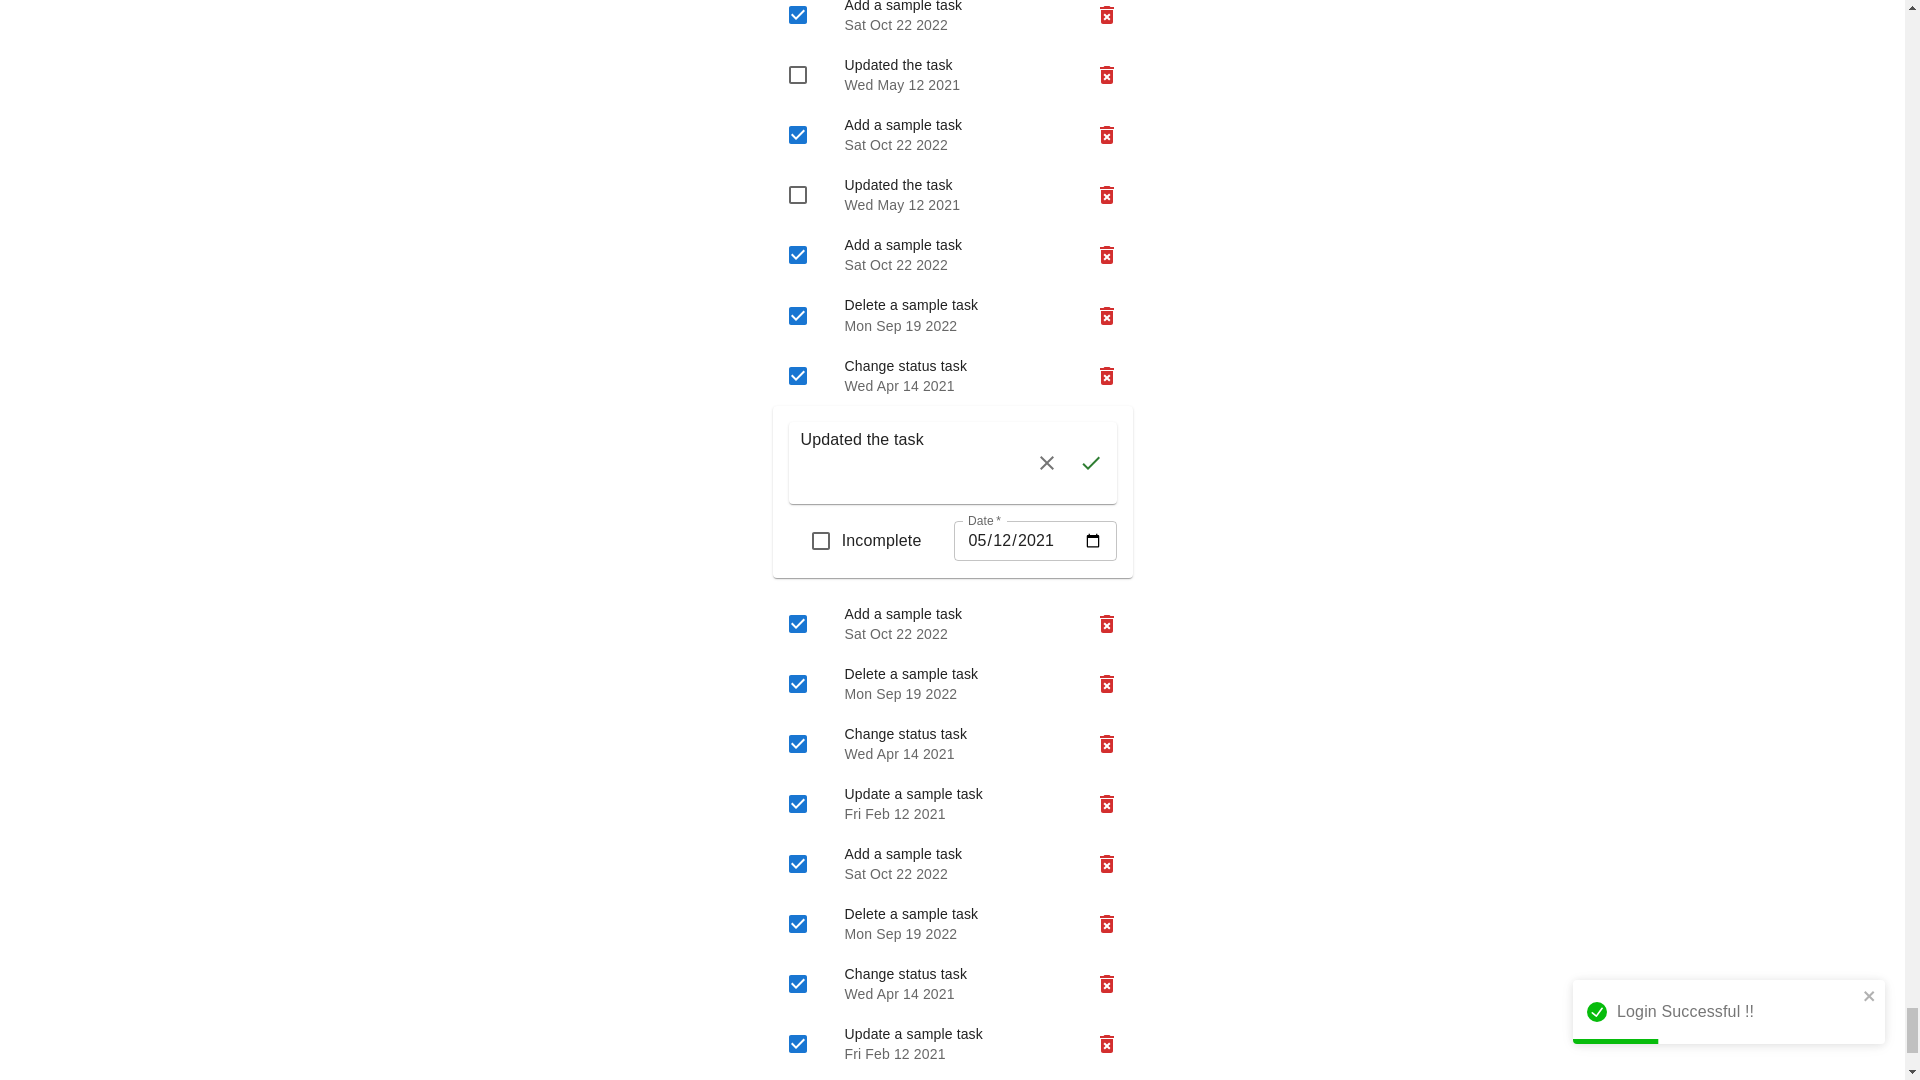 Add a sample task
Sat Oct 22 2022
Updated the task
Wed May 12 2021
Add a sample task
Sat Oct 22 2022
Updated the task
Wed May 12 2021
Add a sample task
Sat Oct 22 2022
Delete a sample task
Mon Sep 19 2022
Change status task
Wed Apr 14 2021
Updated the task
Date *
Incomplete
05/12/2021
Add a sample task
Sat Oct 22 2022
Delete a sample task
Mon Sep 19 2022
Change status task
Wed Apr 14 2021
Update a sample task
Fri Feb 12 2021
Add a sample task
Sat Oct 22 2022
Delete a sample task
Mon Sep 19 2022
Change status task
Wed Apr 14 2021
Update a sample task
Fri Feb 12 2021
Login Successful !!